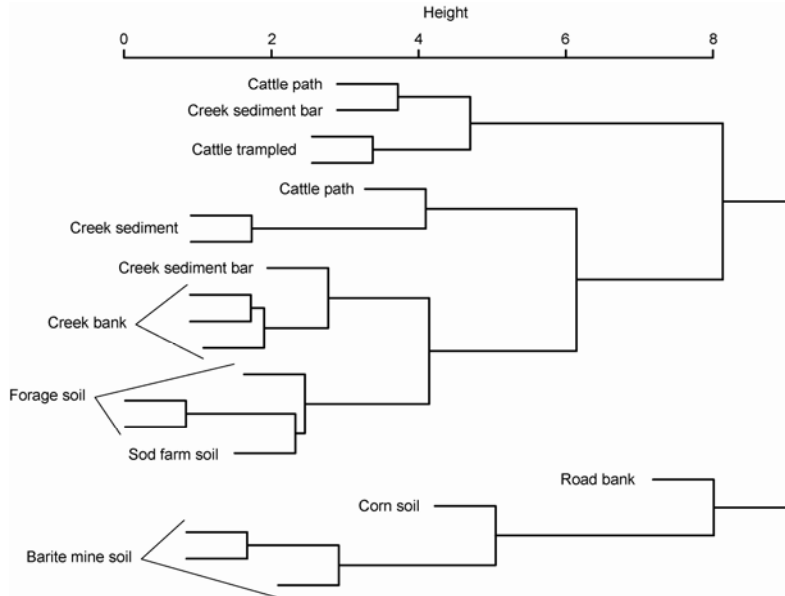 Height
0 2 4 6 8
Cattle path
Creek sediment bar
Cattle trampled
Cattle path
Creek sediment
Creek sediment bar
Creek bank
Forage soil
Sod farm soil
Road bank
Corn soil
Barite mine soil